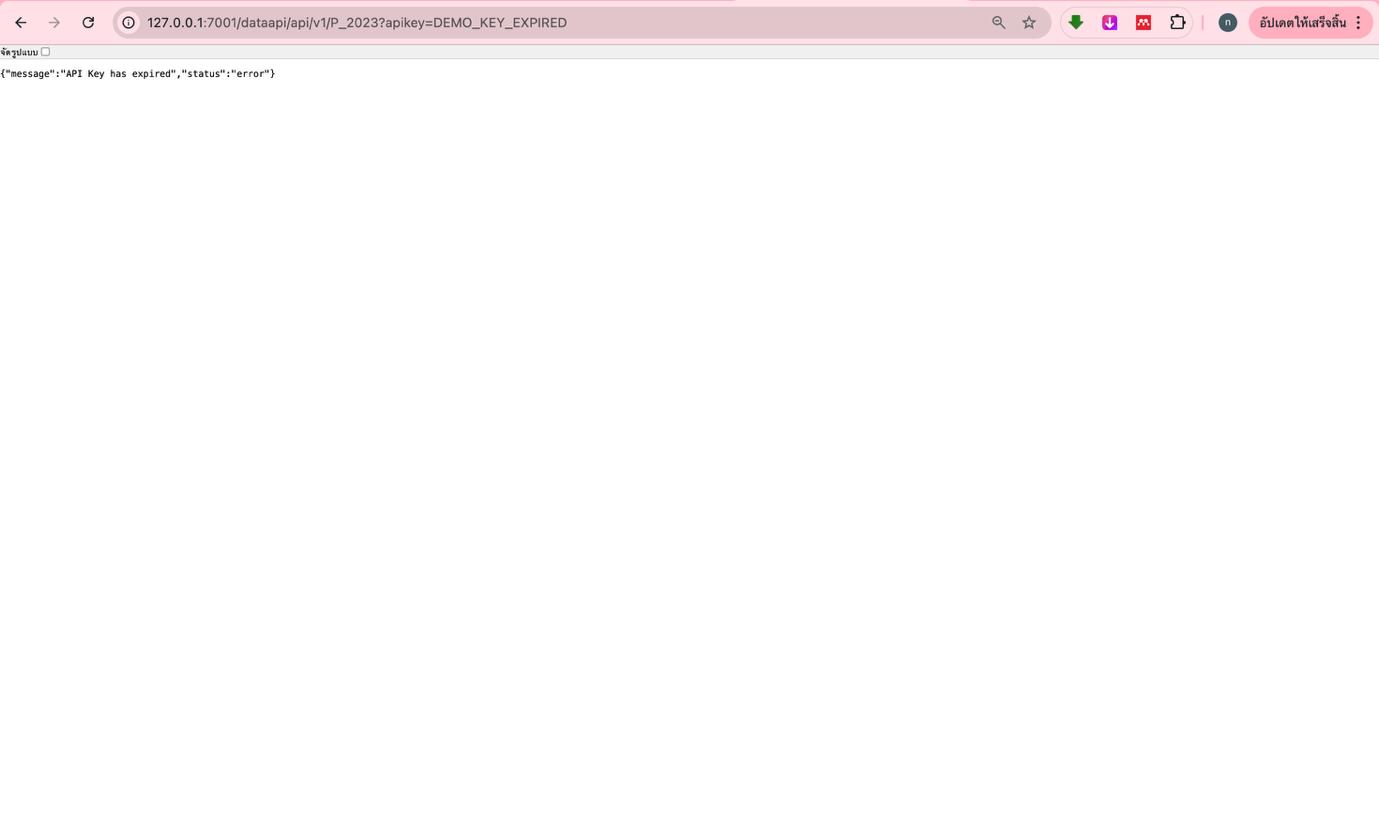 127.0.0.1:7001/dataapi/api/v1/P_2023?apikey=DEMO_KEY_EXPIRED
n
อัปเดตให้เสร็จสิ้น
จัดรูปแบบ
{"message":"API Key has expired","status":"error"}